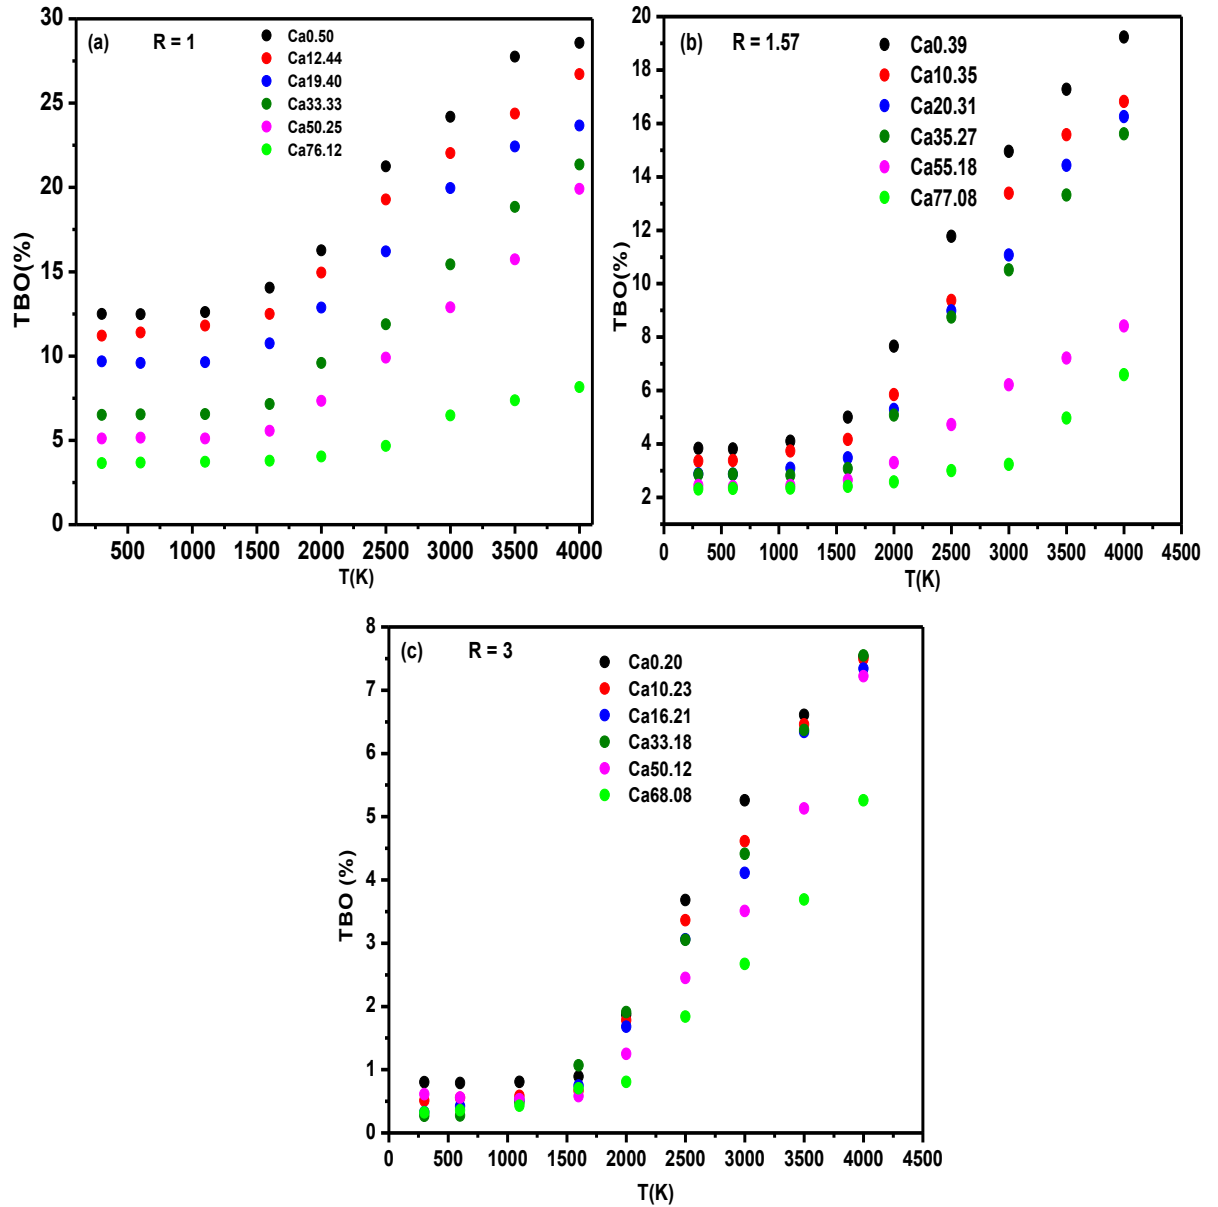 (a) R = 1
Ca0.50
Ca12.44
Ca19.40
Ca33.33
Ca50.25
Ca76.12
30
25
20
15
10
5
0
TBO(%)
500 1000 1500 2000 2500 3000 3500 4000
T(K)
(b) R = 1.57
Ca0.39
Ca10.35
Ca20.31
Ca35.27
Ca55.18
Ca77.08
20
18
16
14
12
10
8
6
4
2
TBO(%)
0 500 1000 1500 2000 2500 3000 3500 4000 4500
T(K)
(c) R = 3
Ca0.20
Ca10.23
Ca16.21
Ca33.18
Ca50.12
Ca68.08
8
7
6
5
4
3
2
1
0
TBO (%)
0 500 1000 1500 2000 2500 3000 3500 4000 4500
T(K)